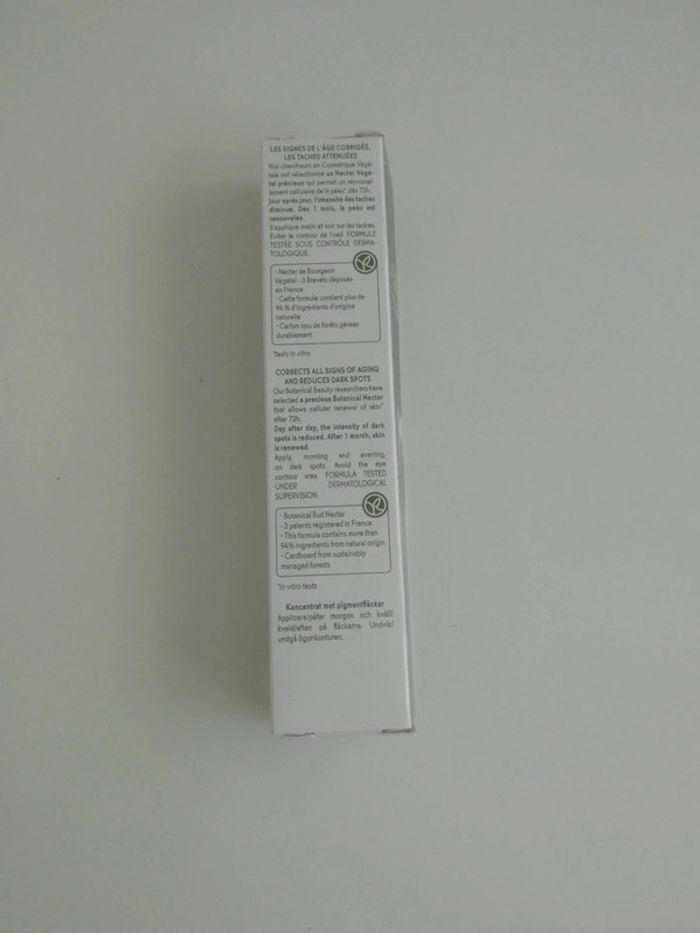 LES SIGNES DE L'ÂGE CORRIGÉS,
LES TACHES ATTENUÉES
Nos chercheurs en Cosmétique Végé-
tale ont sélectionné un Nectar Végé-
tal précieux qui permet un renouvel-
lement cellulaire de la peau* dès 72h.
Jour après jour, l'intensité des taches
diminue. Dès 1 mois, la peau est
renouvelée.
S'applique matin et soir sur les taches.
Eviter le contour de l'oeil. FORMULE
TESTÉE SOUS CONTRÔLE DERMA-
TOLOGIQUE.
• Nectar de Bourgeon
Végétal - 3 Brevets déposés
en France
• Cette formule contient plus de
94 % d'ingrédients d'origine
naturelle
• Carton issu de forêts gérées
durablement
*tests in vitro
CORRECTS ALL SIGNS OF AGING
AND REDUCES DARK SPOTS
Our Botanical Beauty researchers have
selected a precious Botanical Nectar
that allows cellular renewal of skin*
after 72h.
Day after day, the intensity of dark
spots is reduced. After 1 month, skin
is renewed.
Apply, morning and evening,
on dark spots. Avoid the eye
contour area. FORMULA TESTED
UNDER DERMATOLOGICAL
SUPERVISION.
• Botanical Bud Nectar
- 3 patents registered in France
• This formula contains more than
94% ingredients from natural origin
• Cardboard from sustainably
managed forests
*In vitro tests
Koncentrat mot pigmentfläckar
Appliceras/påfør morgon och kväll/
kveld/aften på fläckarna. Undvik/
undgå ögonkonturen.